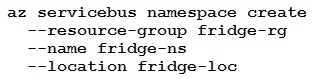 az servicebus namespace create
--resource-group fridge-rg
--name fridge-ns
--location fridge-loc